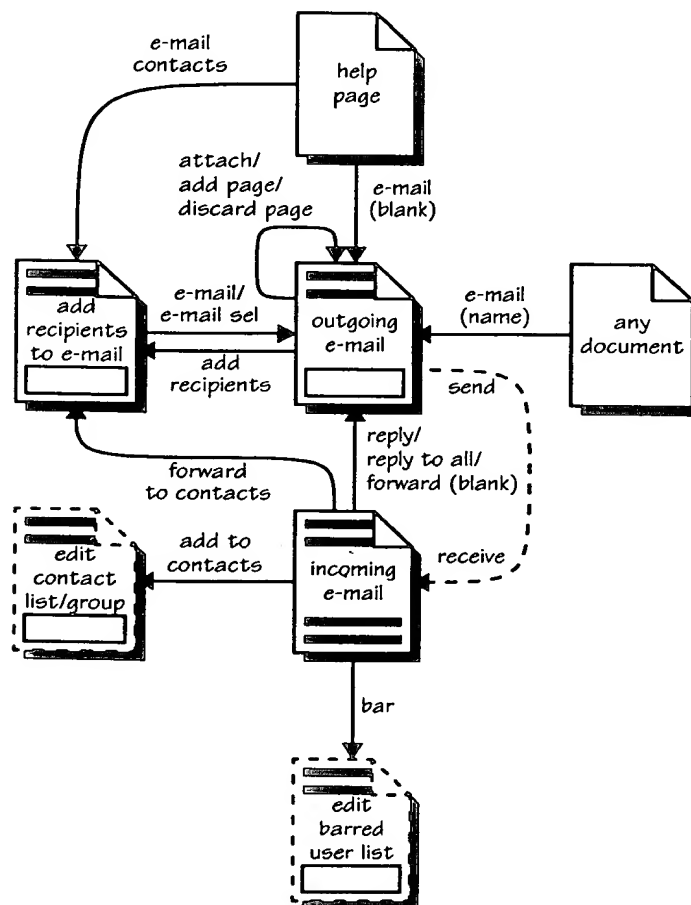 e-mail
contacts
help
page
attach/
add page/
discard page
e-mail
(blank)
add
recipients
to e-mail
e-mail/
e-mail sel
add
recipients
outgoing
e-mail
e-mail
(name)
any
document
send
reply/
reply to all/
forward (blank)
forward
to contacts
edit
contact
list/group
add to
contacts
incoming
e-mail
receive
bar
edit
barred
user list